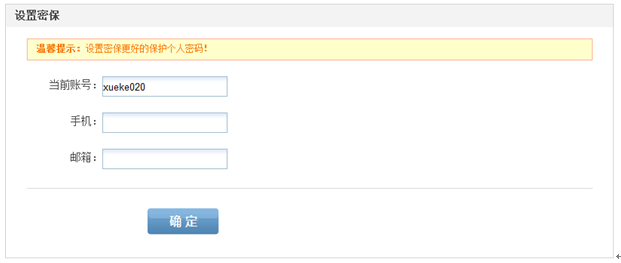 设置密保
温馨提示：设置密保更好的保护个人密码！
当前账号：xueke020
手机：
邮箱：
确定